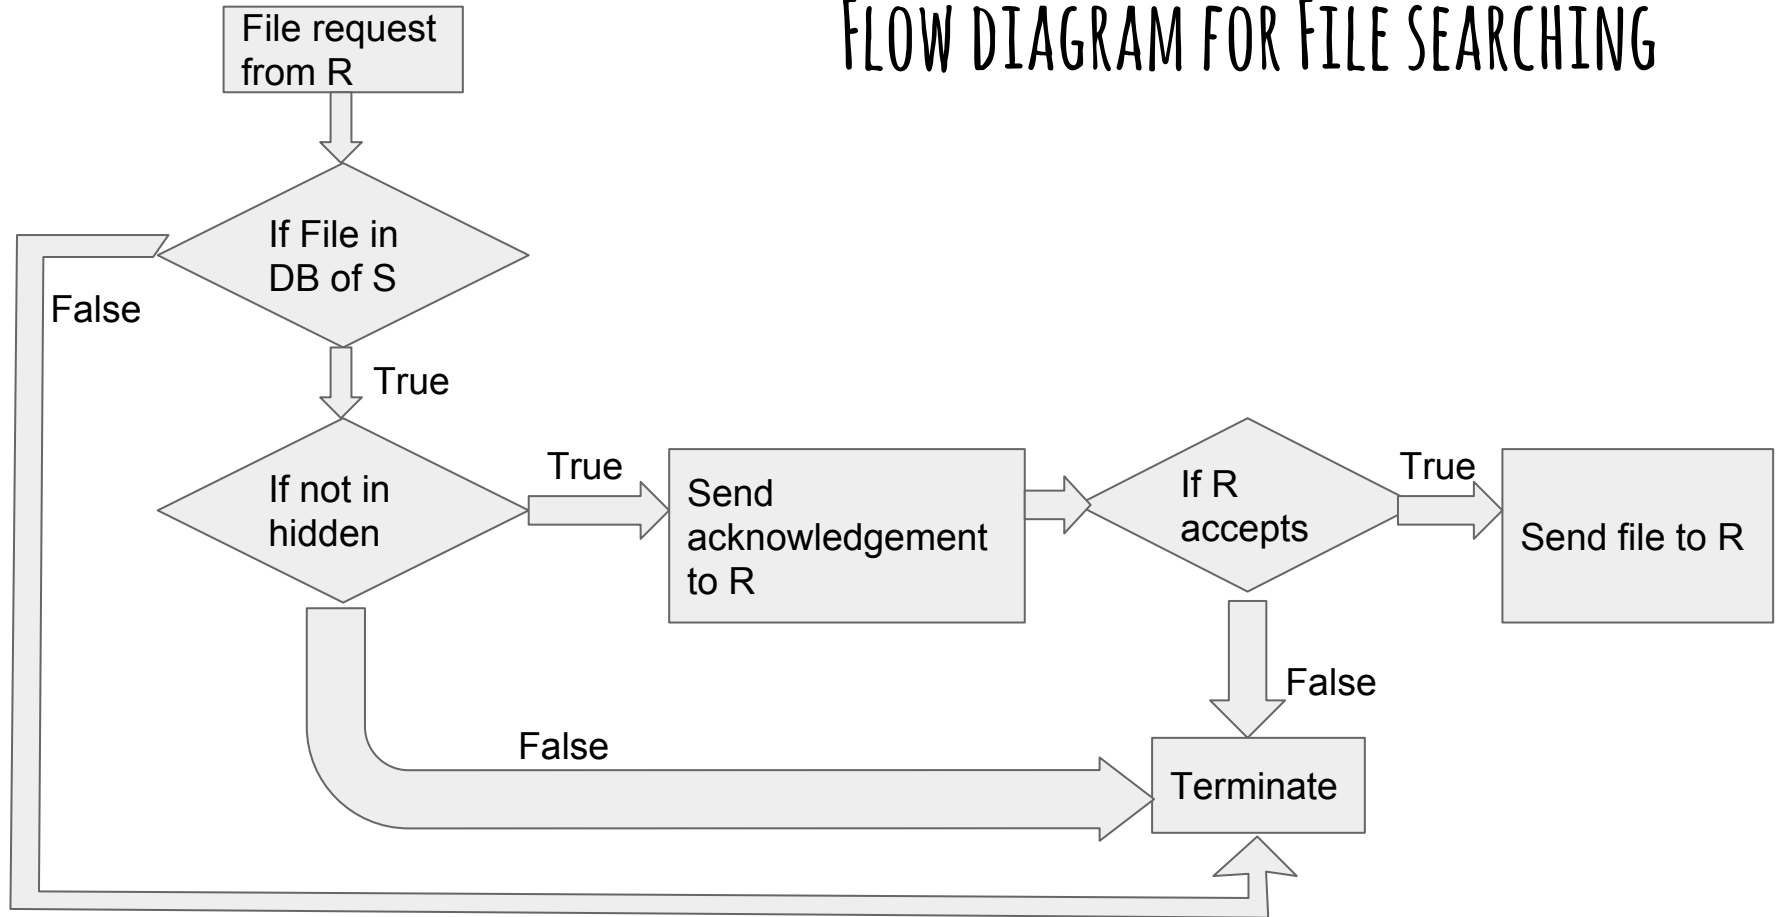 FLOW DIAGRAM FOR FILE SEARCHING
File request
from R
If File in
DB of S
False
True
If not in
hidden
True
Send
acknowledgement
to R
If R
accepts
True
Send file to R
False
False
Terminate